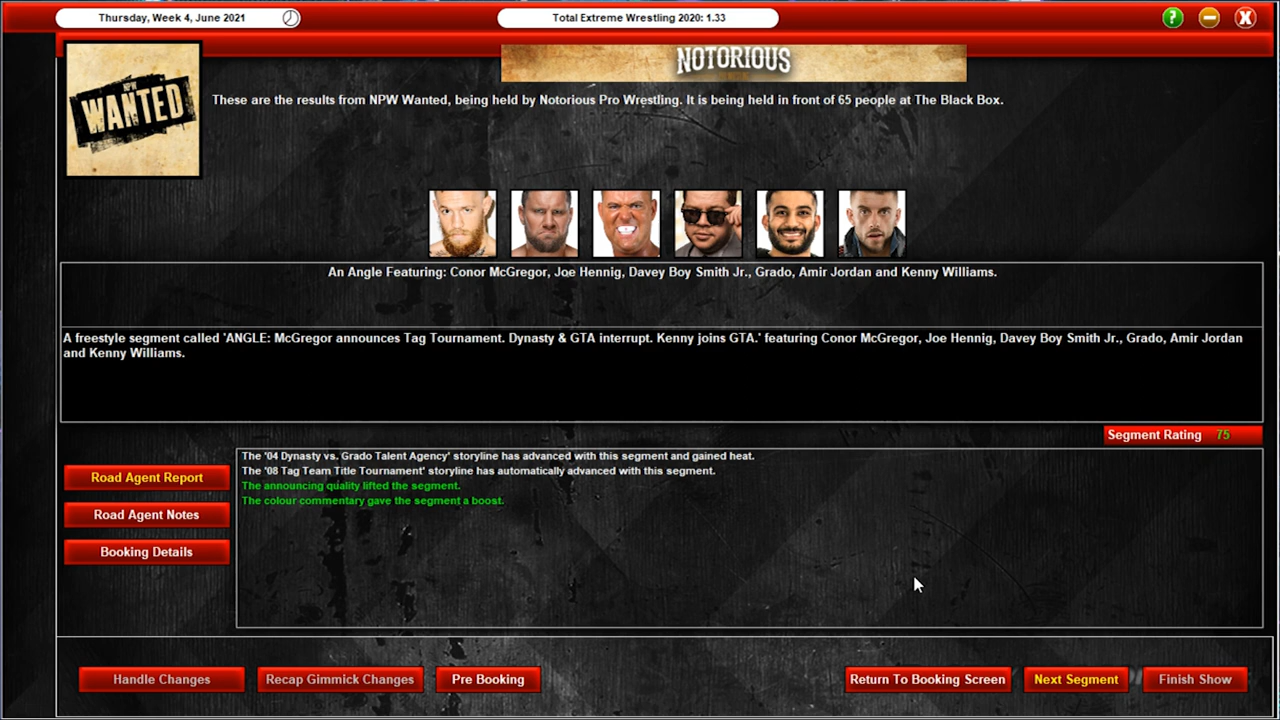 Thursday, Week 4, June 2021
Total Extreme Wrestling 2020: 1.33
?
X
NPW
WANTED
NOTORIOUS
These are the results from NPW Wanted, being held by Notorious Pro Wrestling. It is being held in front of 65 people at The Black Box.
An Angle Featuring: Conor McGregor, Joe Hennig, Davey Boy Smith Jr., Grado, Amir Jordan and Kenny Williams.
A freestyle segment called 'ANGLE: McGregor announces Tag Tournament. Dynasty & GTA interrupt. Kenny joins GTA.' featuring Conor McGregor, Joe Hennig, Davey Boy Smith Jr., Grado, Amir Jordan
and Kenny Williams.
Segment Rating 75
The '04 Dynasty vs. Grado Talent Agency' storyline has advanced with this segment and gained heat.
The '08 Tag Team Title Tournament' storyline has automatically advanced with this segment.
The announcing quality lifted the segment.
The colour commentary gave the segment a boost.
Road Agent Report
Road Agent Notes
Booking Details
Handle Changes
Recap Gimmick Changes
Pre Booking
Return To Booking Screen
Next Segment
Finish Show